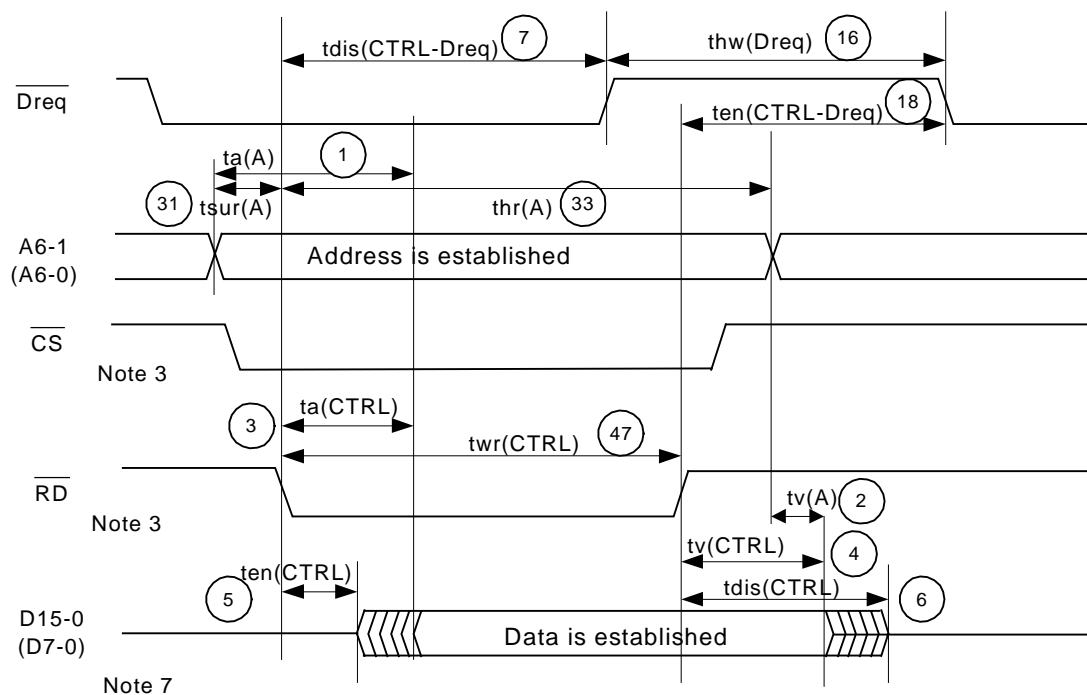 tdis(CTRL-Dreq) 7
thw(Dreq) 16
Dreq
ten(CTRL-Dreq) 18
ta(A) 1
31 tsur(A)
thr(A) 33
A6-1
(A6-0)
Address is established
CS
Note 3
3 ta(CTRL)
twr(CTRL) 47
RD
Note 3
tv(A) 2
tv(CTRL) 4
5 ten(CTRL)
tdis(CTRL) 6
D15-0
(D7-0)
Data is established
Note 7